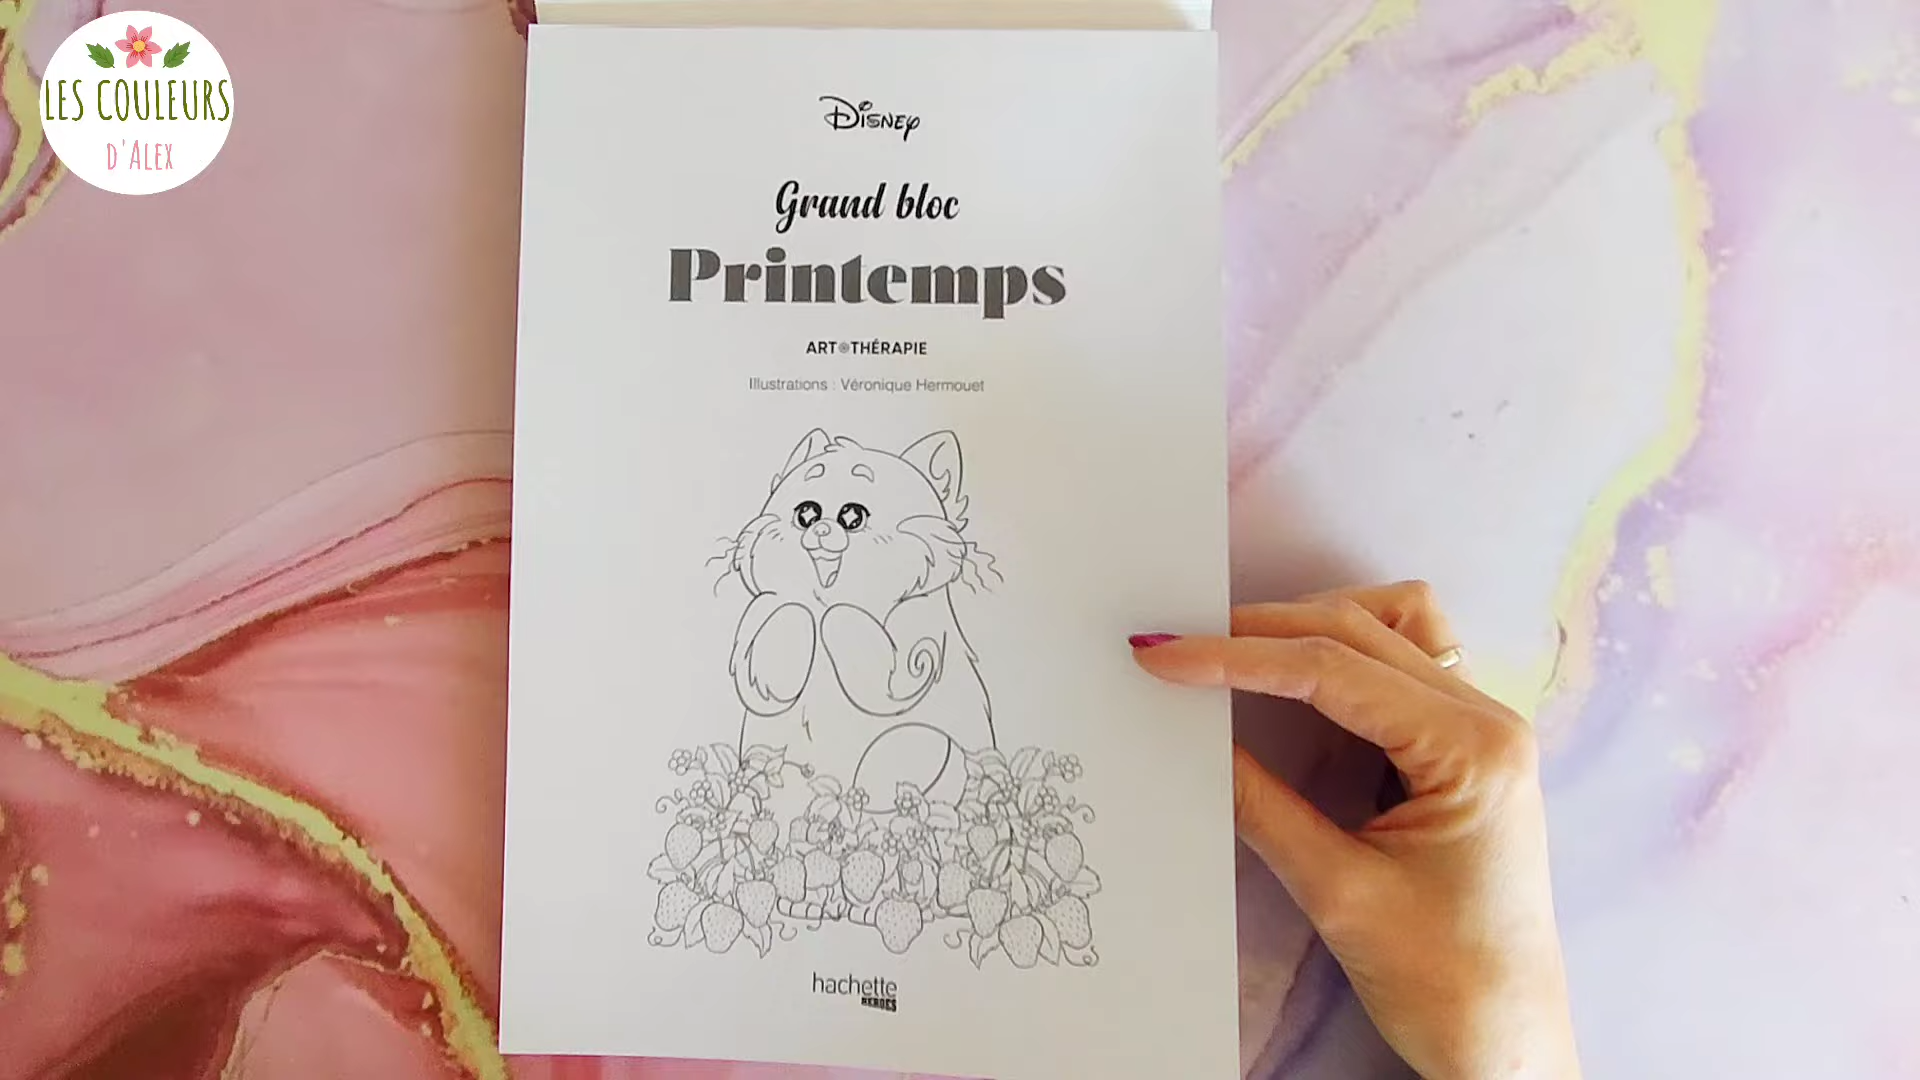 LES COULEURS
d'ALEX
Disney
Grand bloc
Printemps
ART THÉRAPIE
Illustrations : Véronique Hermouet
hachette
HEROES